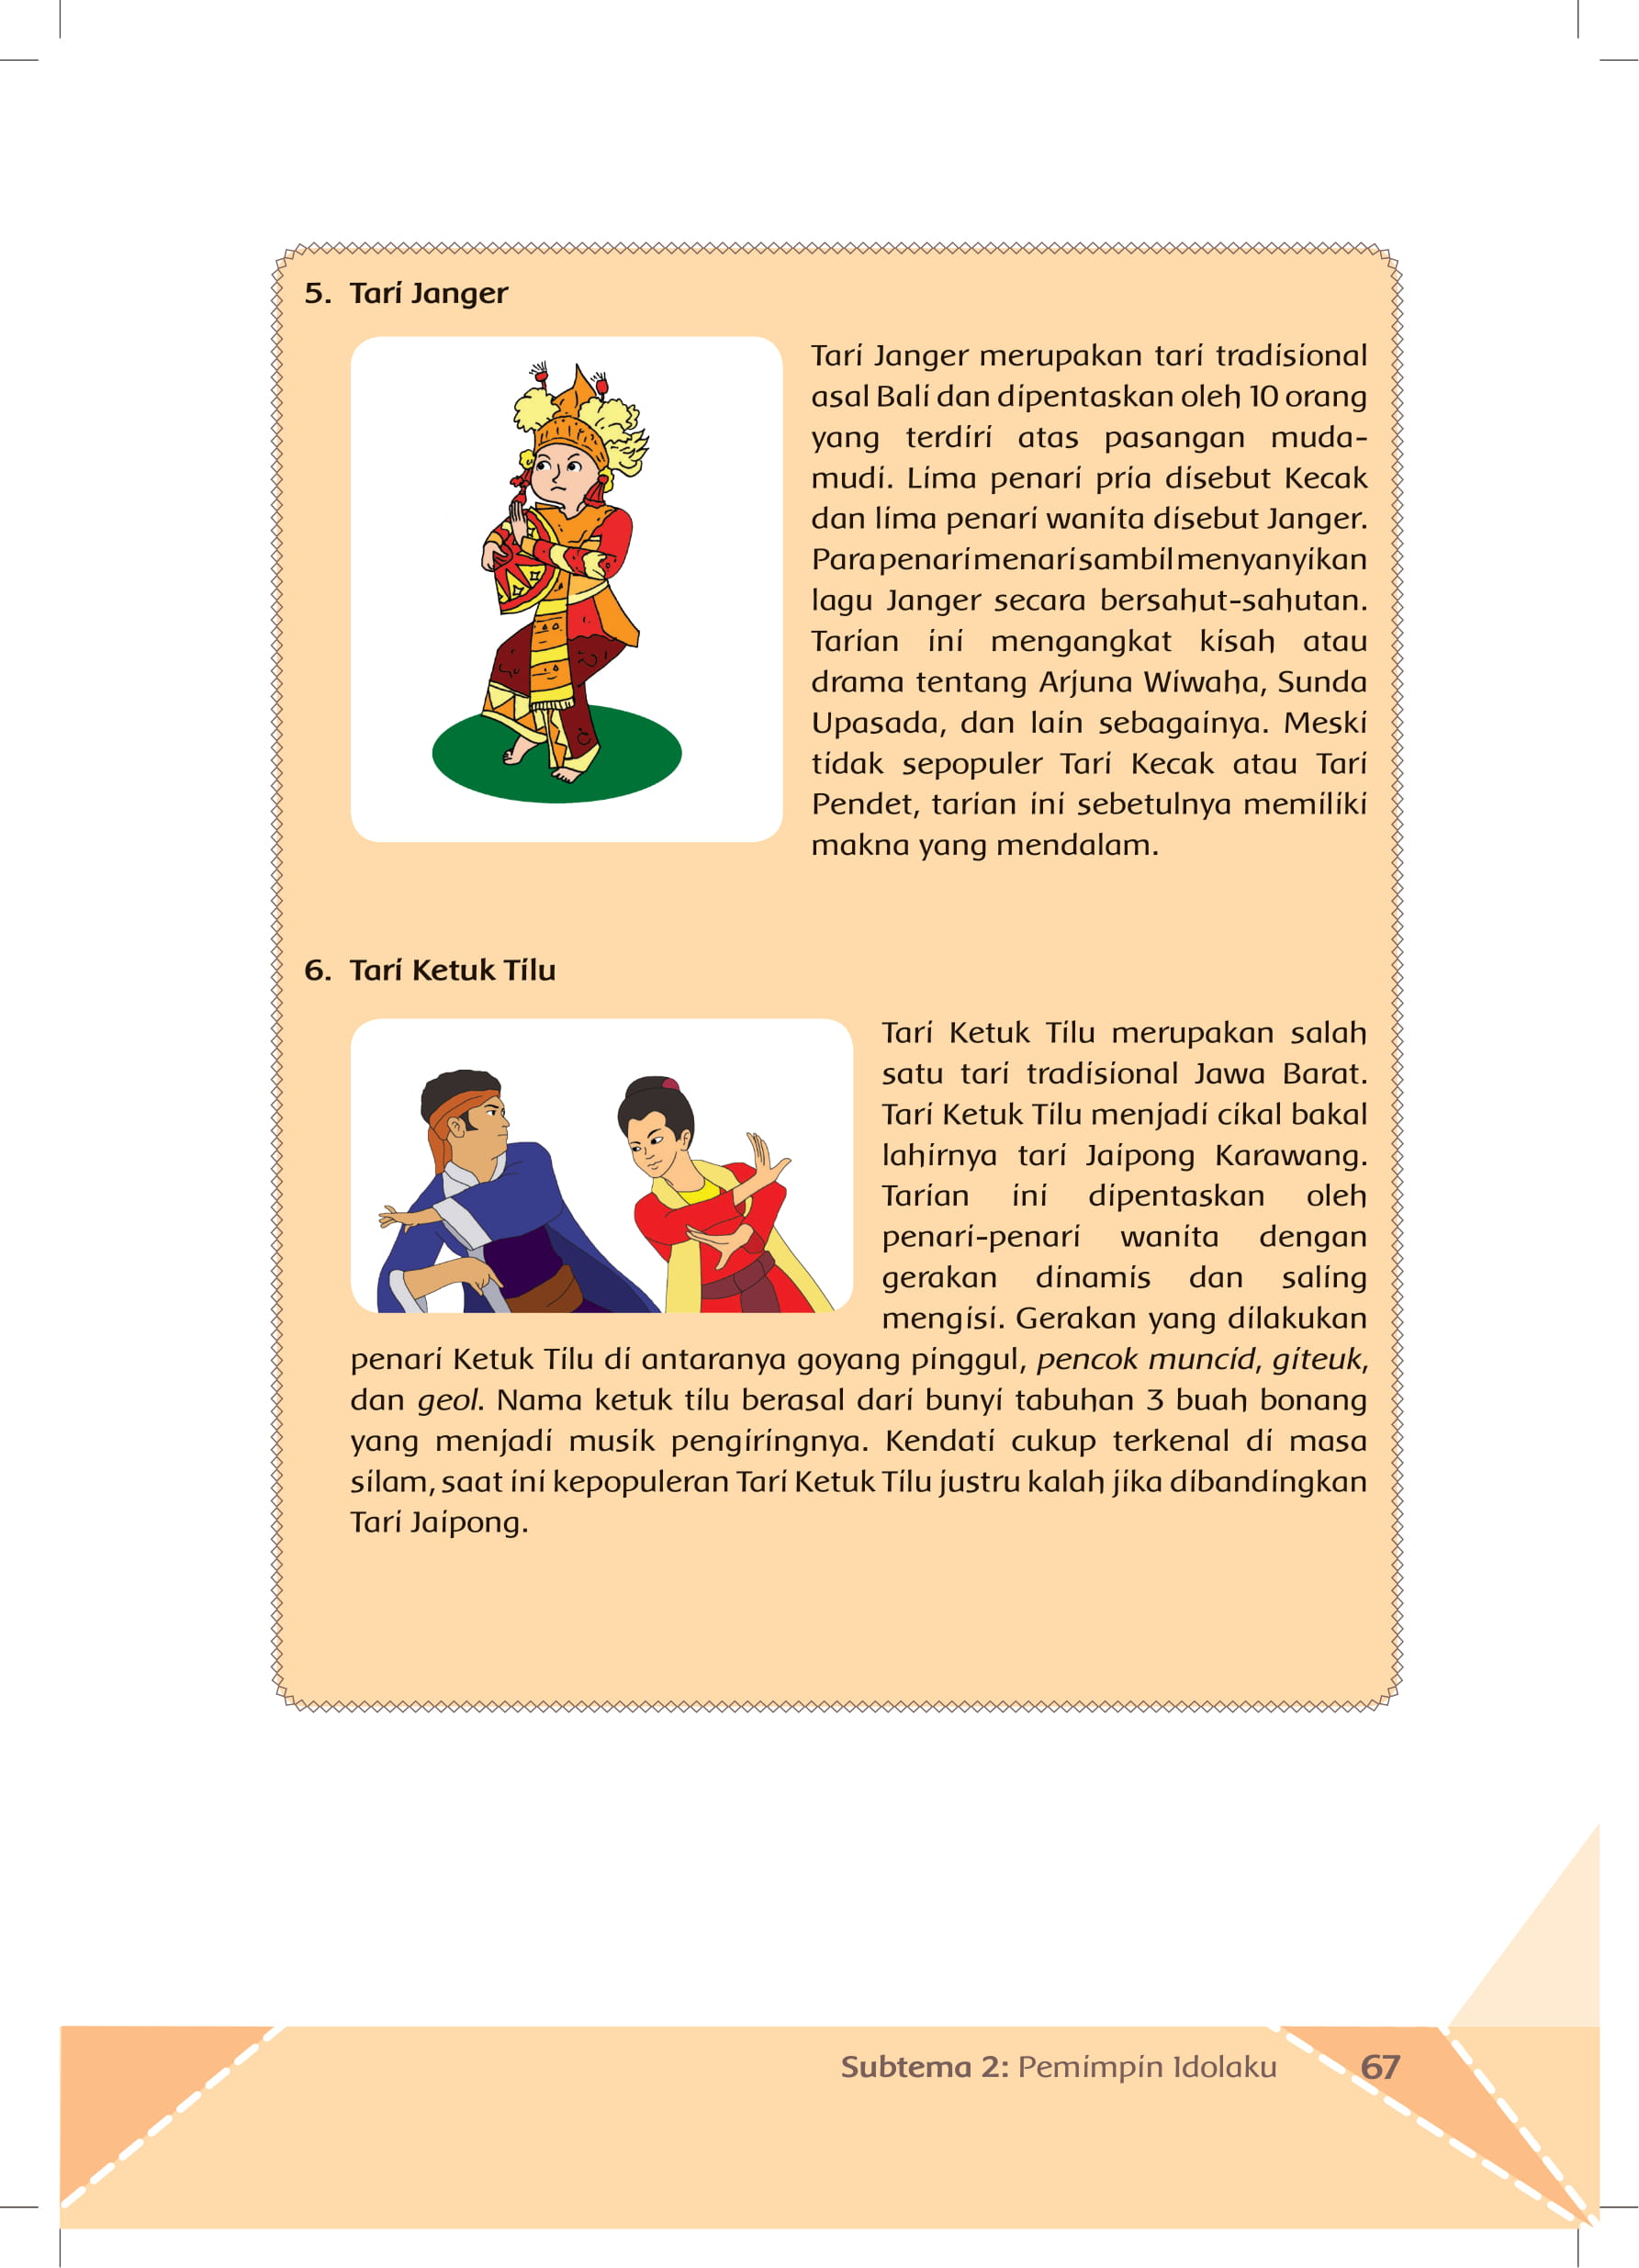 5. Tari Janger
Tari Janger merupakan tari tradisional
asal Bali dan dipentaskan oleh 10 orang
yang terdiri atas pasangan muda-
mudi. Lima penari pria disebut Kecak
dan lima penari wanita disebut Janger.
Para penari menari sambil menyanyikan
lagu Janger secara bersahut-sahutan.
Tarian ini mengangkat kisah atau
drama tentang Arjuna Wiwaha, Sunda
Upasada, dan lain sebagainya. Meski
tidak sepopuler Tari Kecak atau Tari
Pendet, tarian ini sebetulnya memiliki
makna yang mendalam.
6. Tari Ketuk Tilu
Tari Ketuk Tilu merupakan salah
satu tari tradisional Jawa Barat.
Tari Ketuk Tilu menjadi cikal bakal
lahirnya tari Jaipong Karawang.
Tarian ini dipentaskan oleh
penari-penari wanita dengan
gerakan dinamis dan saling
mengisi. Gerakan yang dilakukan
penari Ketuk Tilu di antaranya goyang pinggul, pencok muncid, giteuk,
dan geol. Nama ketuk tilu berasal dari bunyi tabuhan 3 buah bonang
yang menjadi musik pengiringnya. Kendati cukup terkenal di masa
silam, saat ini kepopuleran Tari Ketuk Tilu justru kalah jika dibandingkan
Tari Jaipong.
Subtema 2: Pemimpin Idolaku 67